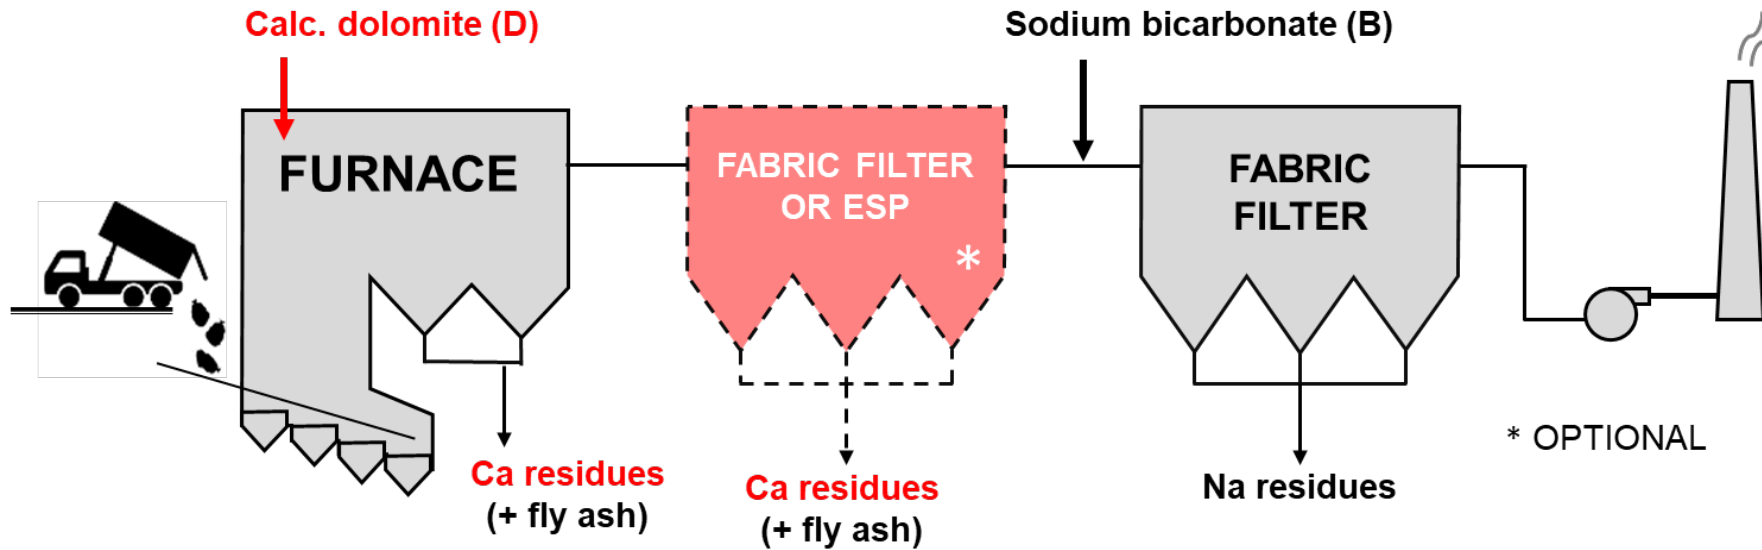 Calc. dolomite (D)
Sodium bicarbonate (B)
FURNACE
FABRIC FILTER
OR ESP
*
FABRIC
FILTER
* OPTIONAL
Ca residues
(+ fly ash)
Ca residues
(+ fly ash)
Na residues